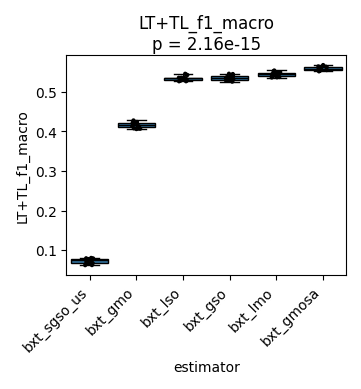 LT+TL_f1_macro
p = 2.16e-15
LT+TL_f1_macro
0.5
0.4
0.3
0.2
0.1
bxt_sgso_us
bxt_gmo
bxt_lso
bxt_gso
bxt_lmo
bxt_gmosa
estimator